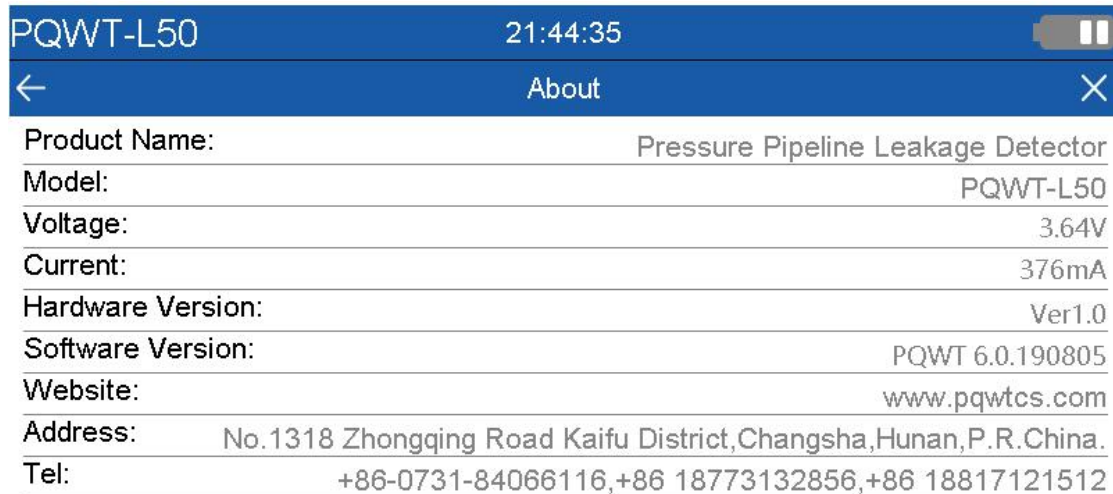 PQWT-L50 21:44:35
About
Product Name: Pressure Pipeline Leakage Detector
Model: PQWT-L50
Voltage: 3.64V
Current: 376mA
Hardware Version: Ver1.0
Software Version: PQWT 6.0.190805
Website: www.pqwtcs.com
Address: No.1318 Zhongqing Road Kaifu District,Changsha,Hunan,P.R.China.
Tel: +86-0731-84066116,+86 18773132856,+86 18817121512